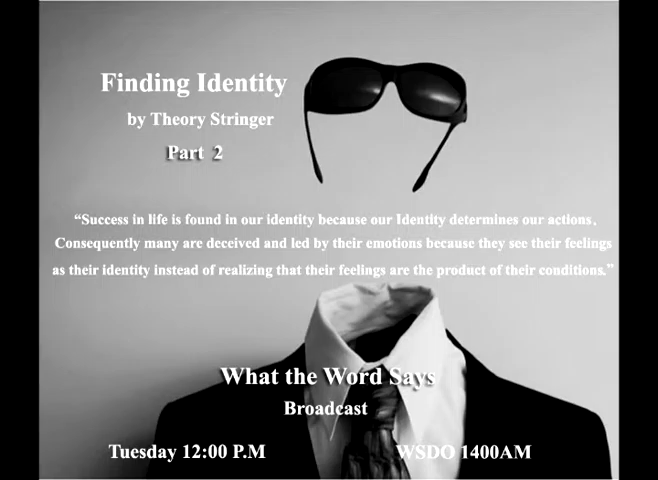 Finding Identity
by Theory Stringer
Part 2
“Success in life is found in our identity because our Identity determines our actions.
Consequently many are deceived and led by their emotions because they see their feelings
as their identity instead of realizing that their feelings are the product of their conditions.”
What the Word Says
Broadcast
Tuesday 12:00 P.M WSDO 1400AM